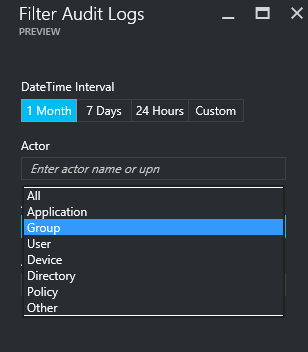 Filter Audit Logs
PREVIEW
DateTime Interval
1 Month 7 Days 24 Hours Custom
Actor
Enter actor name or upn
All
Application
Group
User
Device
Directory
Policy
Other